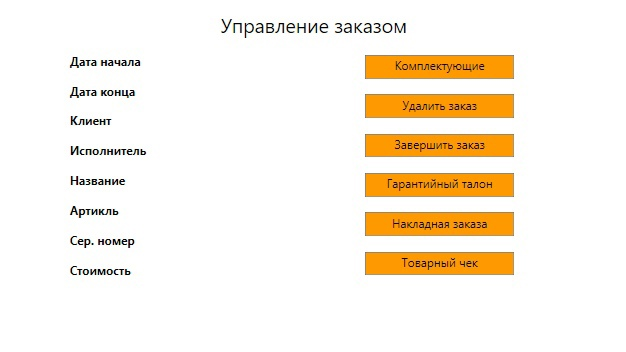 Управление заказом
Дата начала
Комплектующие
Дата конца
Удалить заказ
Клиент
Завершить заказ
Исполнитель
Гарантийный талон
Название
Артикль
Накладная заказа
Сер. номер
Товарный чек
Стоимость